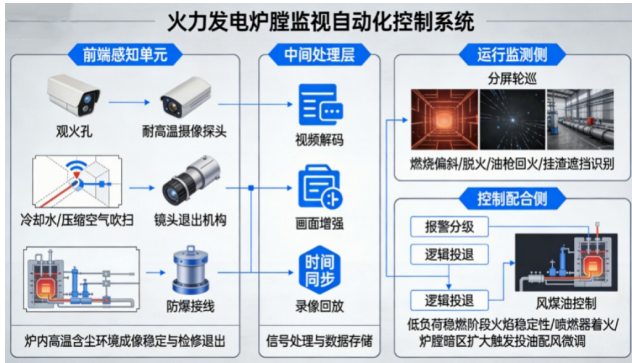 火力发电炉膛监视自动化控制系统
前端感知单元
观火孔
耐高温摄像探头
冷却水/压缩空气吹扫
镜头退出机构
防爆接线
炉内高温含尘环境成像稳定与检修退出
中间处理层
视频解码
画面增强
时间
同步
录像回放
信号处理与数据存储
运行监测侧
分屏轮巡
燃烧偏斜/脱火/油枪回火/挂渣遮挡识别
控制配合侧
报警分级
逻辑投退
逻辑投退
风煤油控制
低负荷稳燃阶段火焰稳定性/喷燃器着火/
炉膛暗区扩大触发投油配风微调